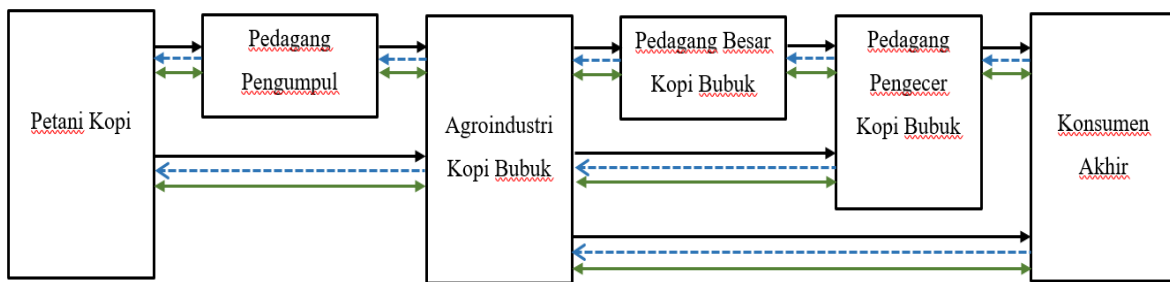 Petani Kopi
Pedagang
Pengumpul
Agroindustri
Kopi Bubuk
Pedagang Besar
Kopi Bubuk
Pedagang
Pengecer
Kopi Bubuk
Konsumen
Akhir